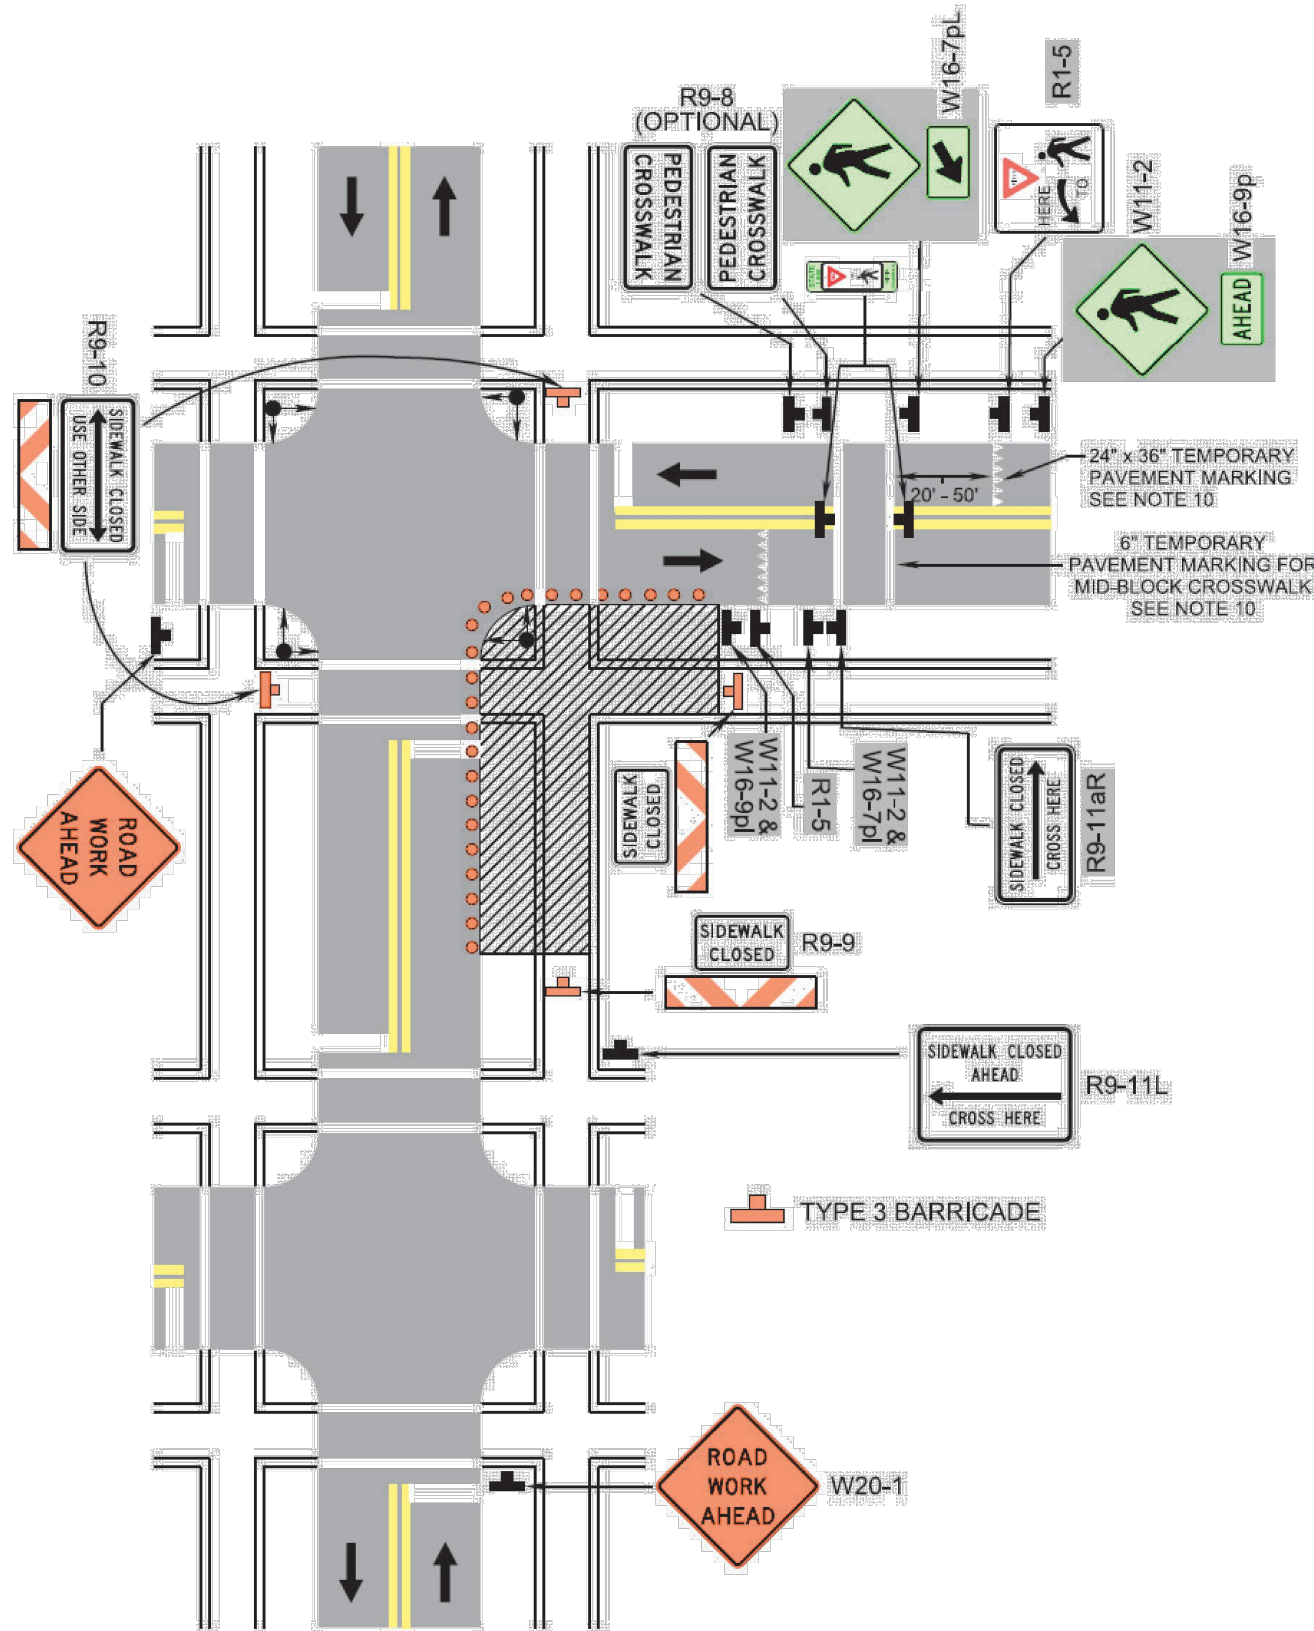 W16-7pL
R1-5
R9-8
(OPTIONAL)
PEDESTRIAN
CROSSWALK
PEDESTRIAN
CROSSWALK
HERE
TO
W11-2
W16-9p
AHEAD
R9-10
SIDEWALK CLOSED
USE OTHER SIDE
24" x 36" TEMPORARY
PAVEMENT MARKING
SEE NOTE 10
20' - 50'
6" TEMPORARY
PAVEMENT MARKING FOR
MID-BLOCK CROSSWALK
SEE NOTE 10
ROAD
WORK
AHEAD
SIDEWALK
CLOSED
W11-2 &
W16-9pl
R1-5
W11-2 &
W16-7pl
SIDEWALK CLOSED
CROSS HERE
R9-11aR
SIDEWALK
CLOSED
R9-9
SIDEWALK CLOSED
AHEAD
CROSS HERE
R9-11L
TYPE 3 BARRICADE
ROAD
WORK
AHEAD
W20-1